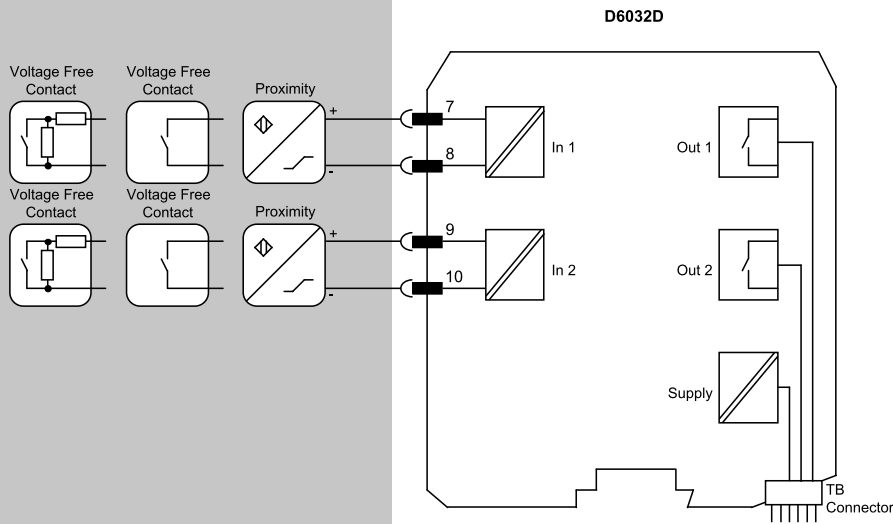 D6032D
Voltage Free
Contact
Voltage Free
Contact
Proximity
+
-
7
8
In 1
Out 1
Voltage Free
Contact
Voltage Free
Contact
Proximity
+
-
9
10
In 2
Out 2
Supply
TB
Connector